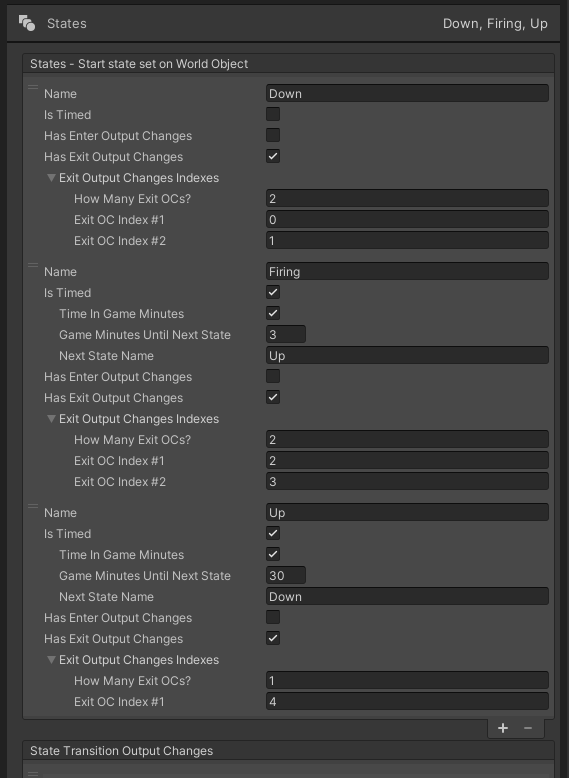 States Down, Firing, Up
States - Start state set on World Object
Name Down
Is Timed
Has Enter Output Changes
Has Exit Output Changes
Exit Output Changes Indexes
How Many Exit OCs? 2
Exit OC Index #1 0
Exit OC Index #2 1
Name Firing
Is Timed
Time In Game Minutes
Game Minutes Until Next State 3
Next State Name Up
Has Enter Output Changes
Has Exit Output Changes
Exit Output Changes Indexes
How Many Exit OCs? 2
Exit OC Index #1 2
Exit OC Index #2 3
Name Up
Is Timed
Time In Game Minutes
Game Minutes Until Next State 30
Next State Name Down
Has Enter Output Changes
Has Exit Output Changes
Exit Output Changes Indexes
How Many Exit OCs? 1
Exit OC Index #1 4
+ −
State Transition Output Changes